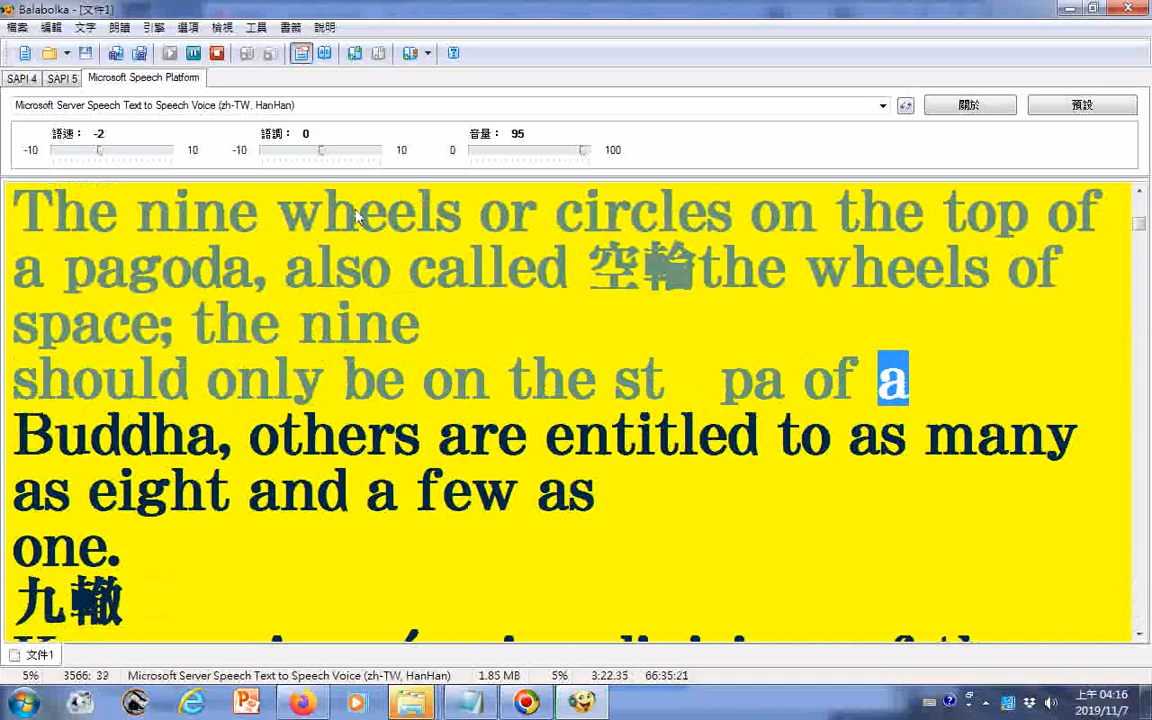 Balabolka - [文件1]
檔案 編輯 文字 朗讀 引擎 選項 檢視 工具 書籤 說明
SAPI 4 SAPI 5 Microsoft Speech Platform
Microsoft Server Speech Text to Speech Voice (zh-TW, HanHan) 關於 預設
語速： -2 語調： 0 音量： 95
-10 10 -10 10 0 100
The nine wheels or circles on the top of
a pagoda, also called 空輪the wheels of
space; the nine
should only be on the st pa of a
Buddha, others are entitled to as many
as eight and a few as
one.
九轍
文件1
5% 3566: 32 Microsoft Server Speech Text to Speech Voice (zh-TW, HanHan) 1.85 MB 5% 3:22.35 66:35:21
上午 04:16
2019/11/7